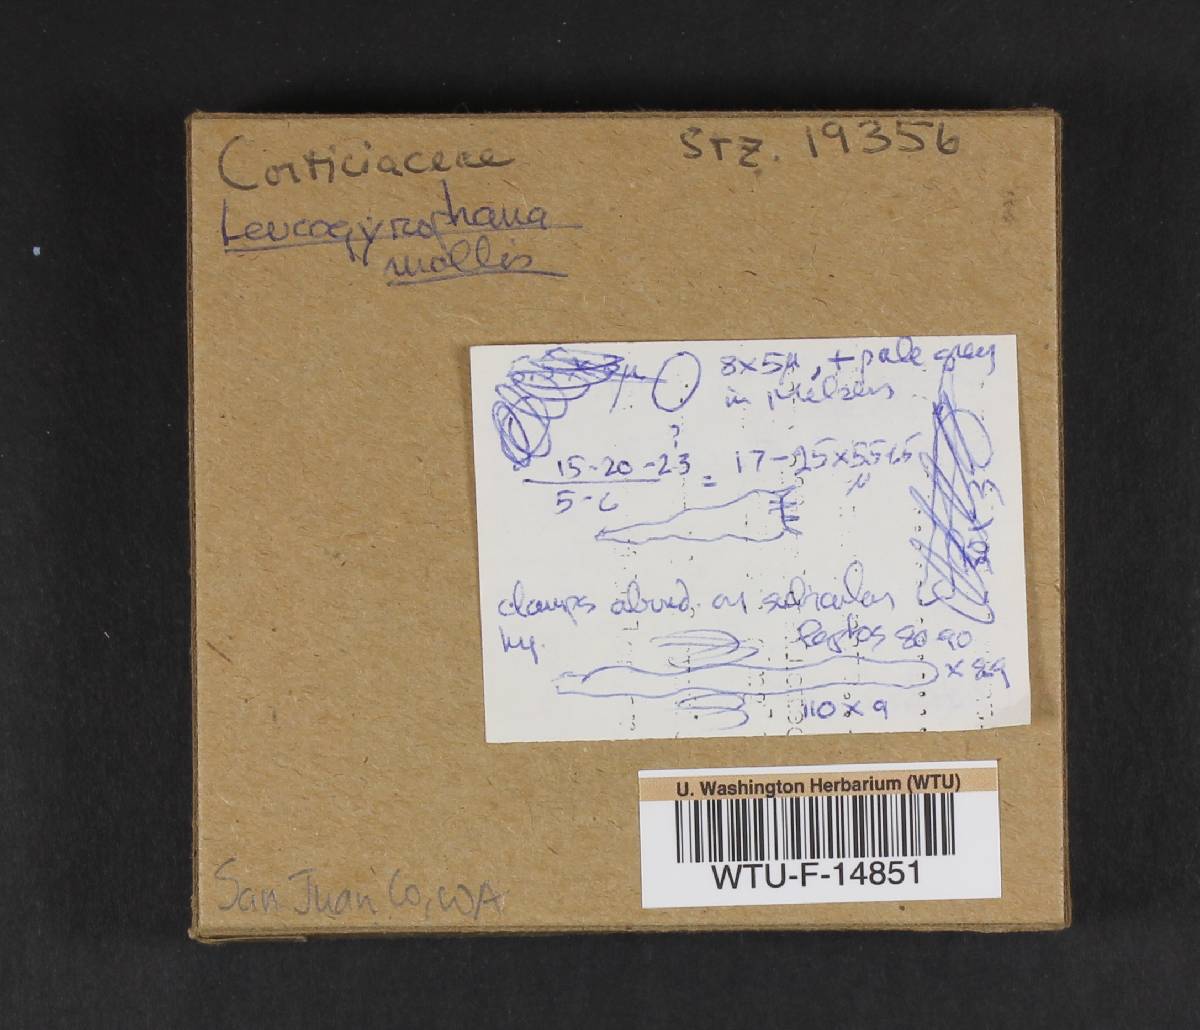 Corticiaceae
Stz. 19356
Leucogyrophana
mollis
8x5µ, + pale grey
in Melzers
15-20-23 = 17-25x5.5-6.5
5-6 µ
clamps abund. on subicular
hy.
80 90
x 8-9
110 x 9
U. Washington Herbarium (WTU)
WTU-F-14851
San Juan Co, WA